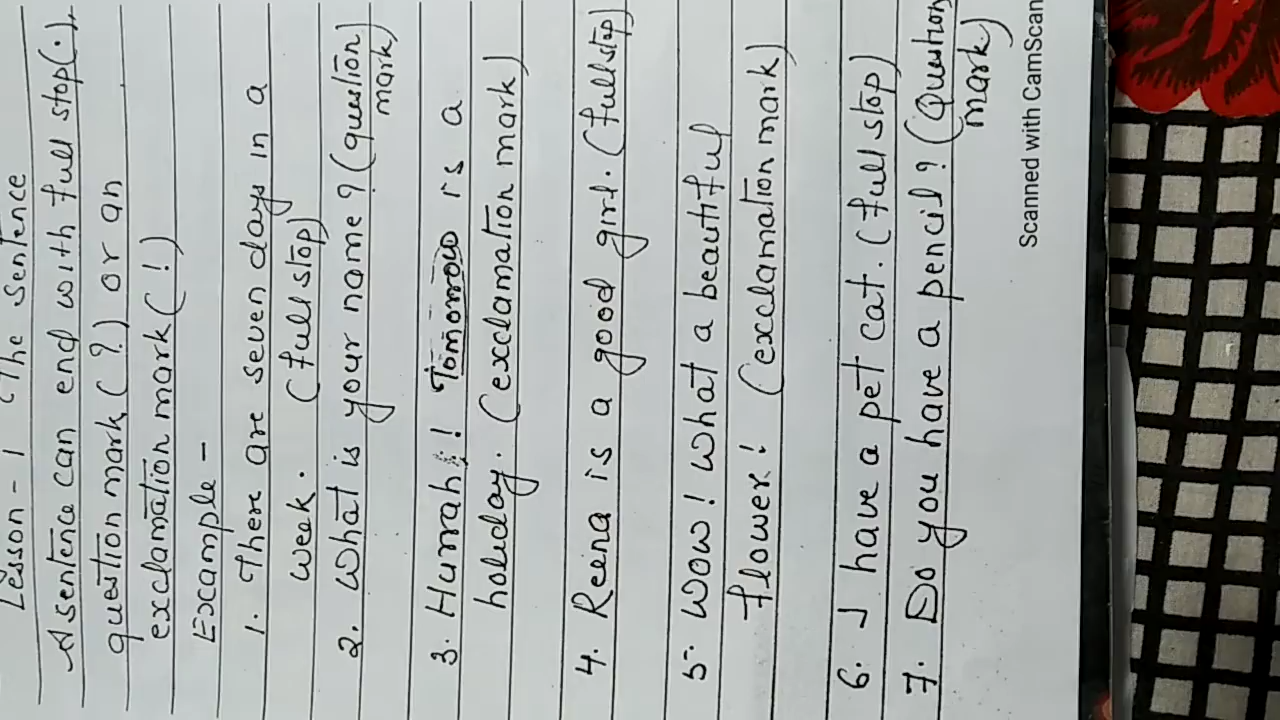 Lesson - 1 The Sentence
A sentence can end with full stop(.),
question mark (?) or an
exclamation mark (!)
Example -
1. There are seven day in a
week. (full stop)
2. What is your name? (question
mark)
3. Hurrah! Tomorrow is a
holiday. (exclamation mark)
4. Reena is a good girl. (full stop)
5- Wow! What a beautiful
flower! (exclamation mark)
6. I have a pet cat. (full stop)
7. Do you have a pencil? (Question
mark)
Scanned with CamScan